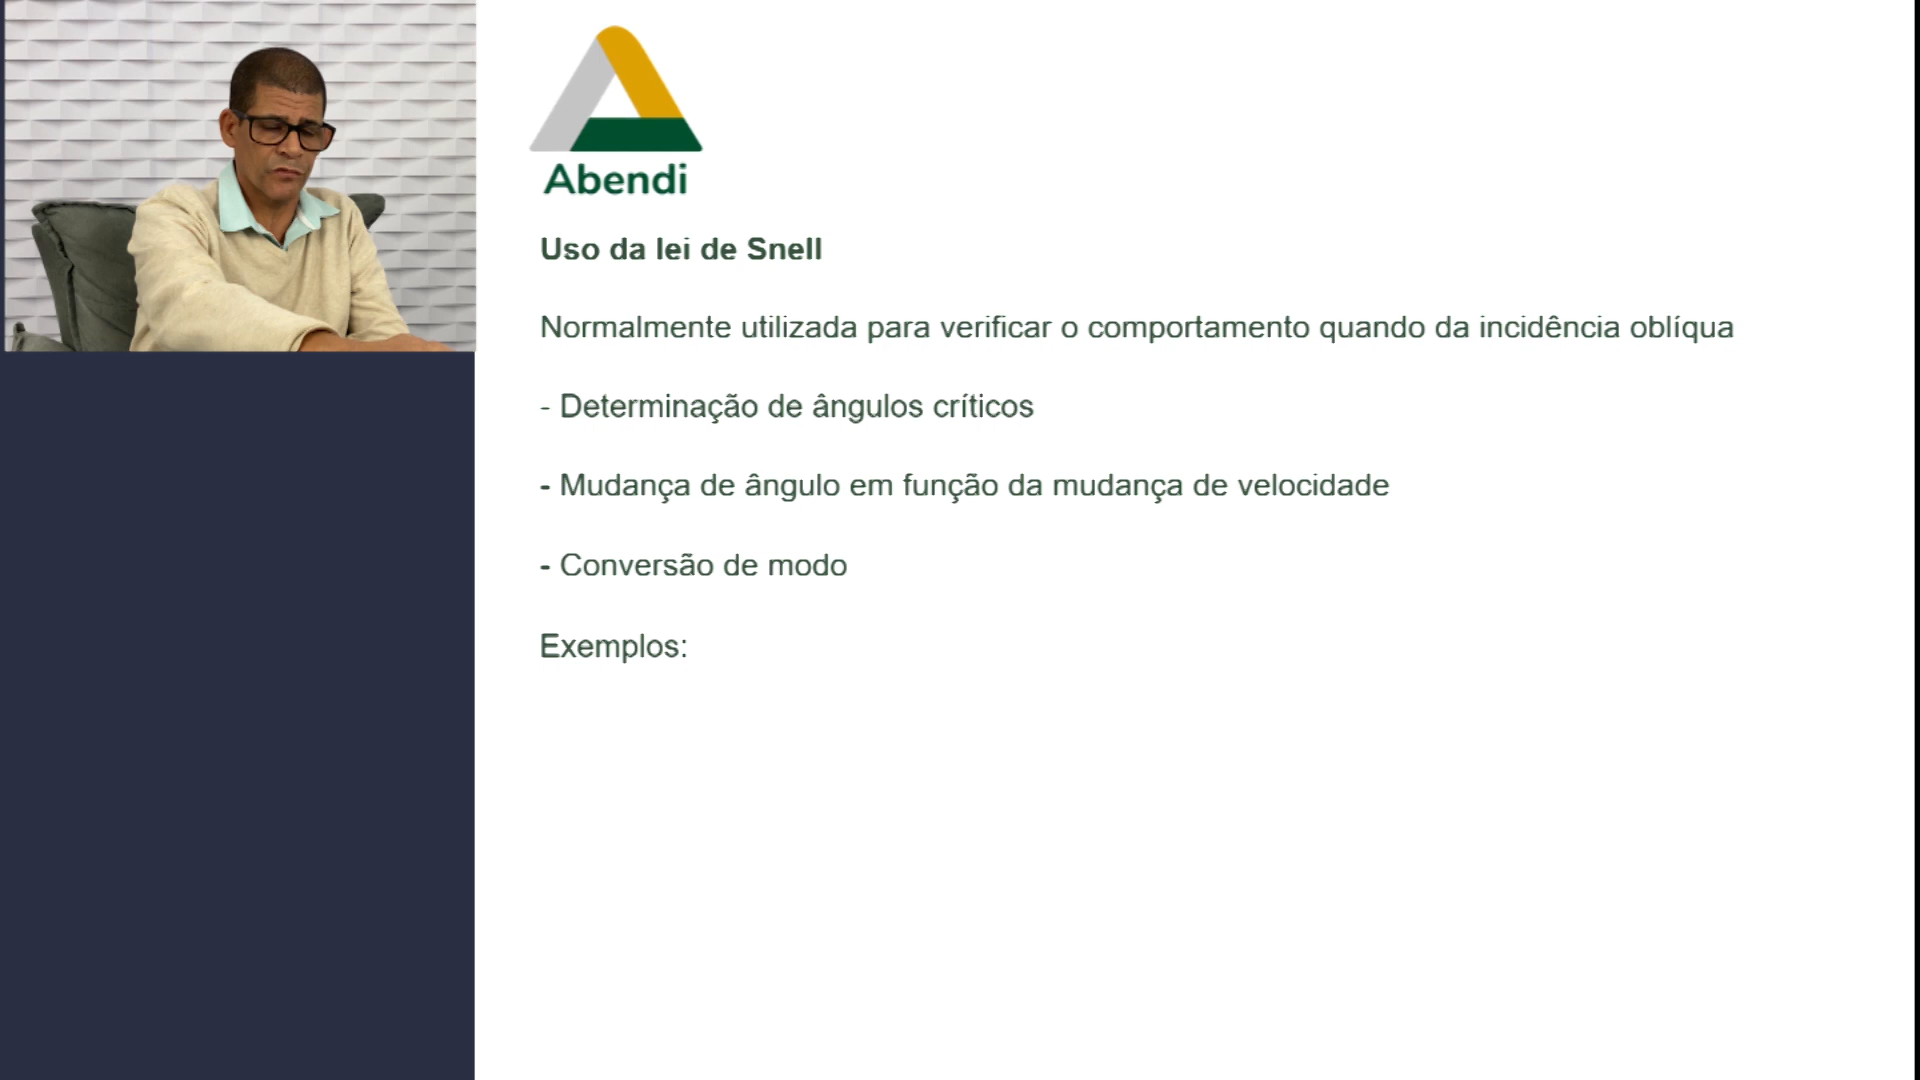 Abendi
Uso da lei de Snell
Normalmente utilizada para verificar o comportamento quando da incidência oblíqua
- Determinação de ângulos críticos
- Mudança de ângulo em função da mudança de velocidade
- Conversão de modo
Exemplos: